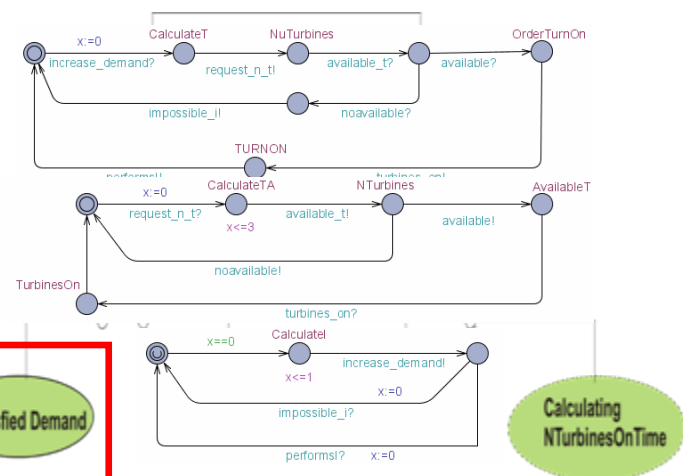 CalculateT NuTurbines OrderTurnOn
x:=0
increase_demand? request_n_t! available_t? available?
impossible_i! noavailable?
TURNON
CalculateTA NTurbines AvailableT
x:=0
request_n_t? available_t! available!
x<=3
noavailable!
TurbinesOn
turbines_on?
x==0 CalculateI
increase_demand!
x<=1
x:=0
impossible_i?
performsI? x:=0
Demand
Calculating
NTurbinesOnTime